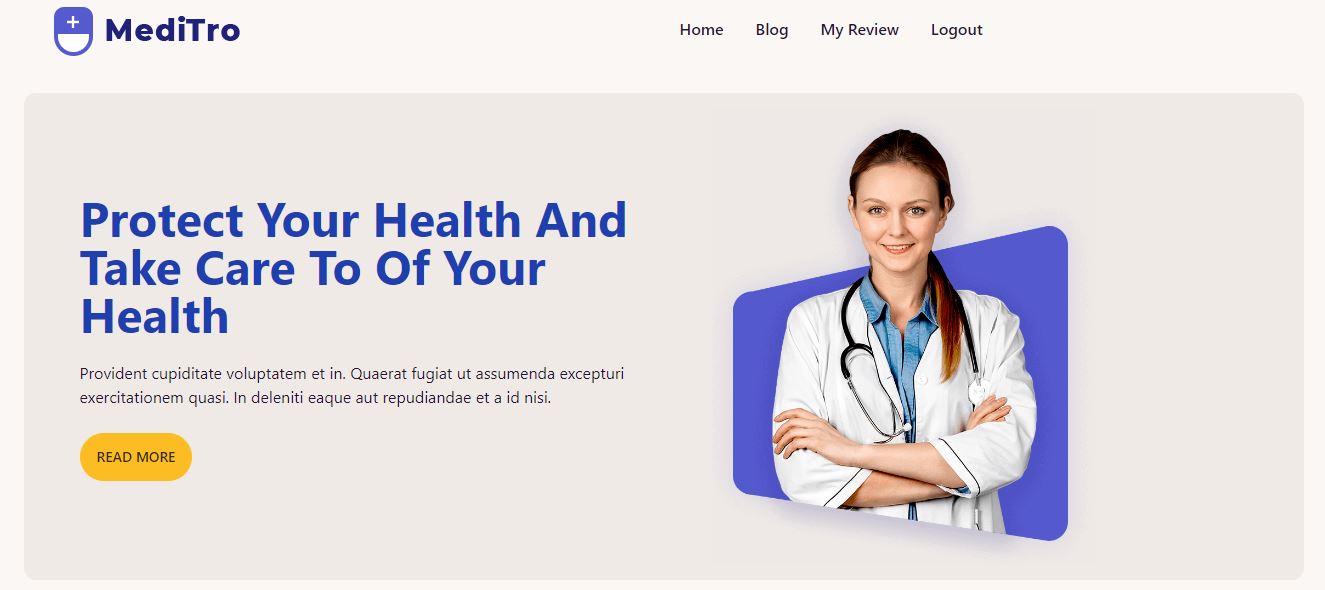 MediTro
Home Blog My Review Logout
Protect Your Health And
Take Care To Of Your
Health
Provident cupiditate voluptatem et in. Quaerat fugiat ut assumenda excepturi
exercitationem quasi. In deleniti eaque aut repudiandae et a id nisi.
READ MORE